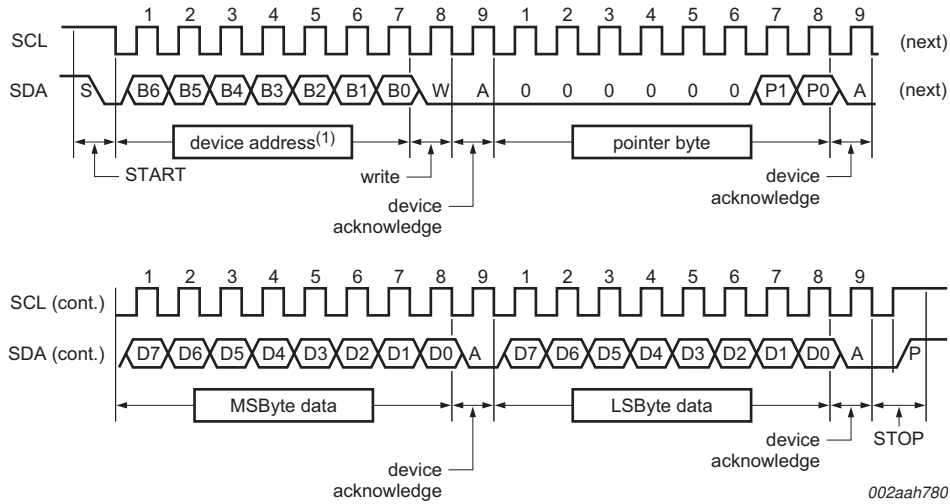 1 2 3 4 5 6 7 8 9 1 2 3 4 5 6 7 8 9
SCL (next)
SDA S B6 B5 B4 B3 B2 B1 B0 W A 0 0 0 0 0 0 P1 P0 A (next)
device address(1) pointer byte
START write device acknowledge device acknowledge
1 2 3 4 5 6 7 8 9 1 2 3 4 5 6 7 8 9
SCL (cont.)
SDA (cont.) D7 D6 D5 D4 D3 D2 D1 D0 A D7 D6 D5 D4 D3 D2 D1 D0 A P
MSByte data LSByte data
device acknowledge device acknowledge STOP
002aah780